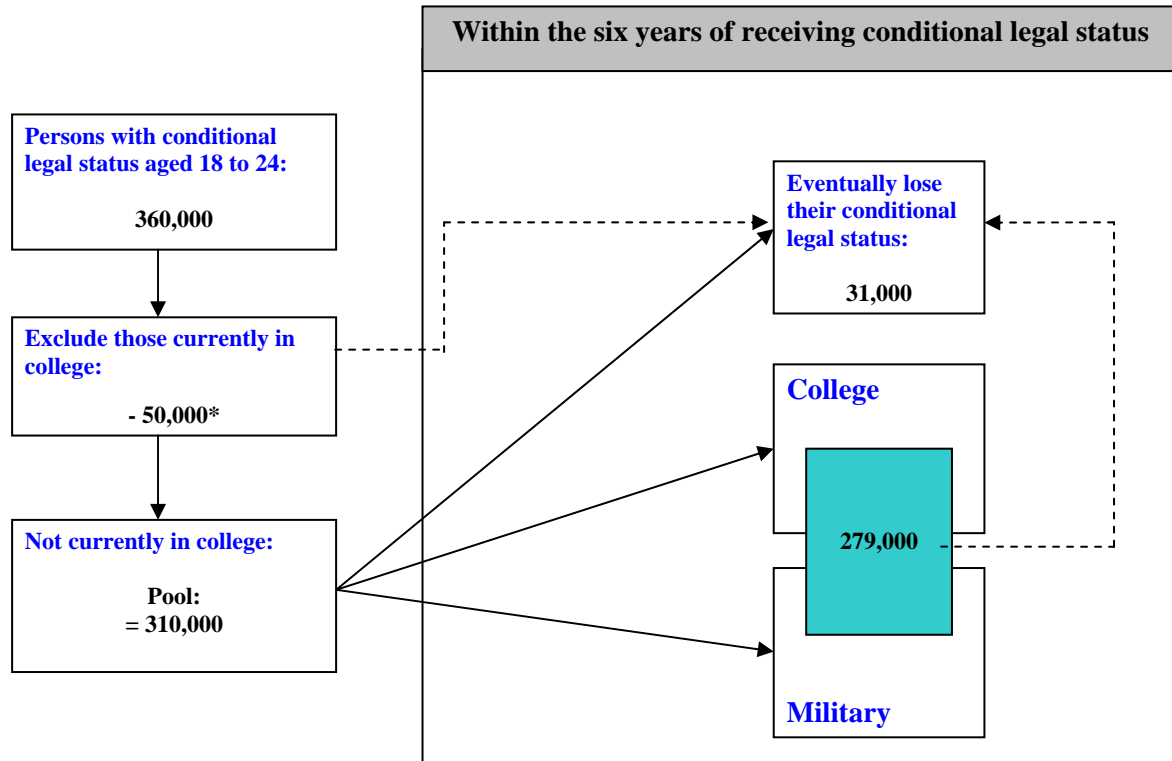 Within the six years of receiving conditional legal status
Persons with conditional
legal status aged 18 to 24:
360,000
Exclude those currently in
college:
- 50,000*
Not currently in college:
Pool:
= 310,000
Eventually lose
their conditional
legal status:
31,000
College
279,000
Military